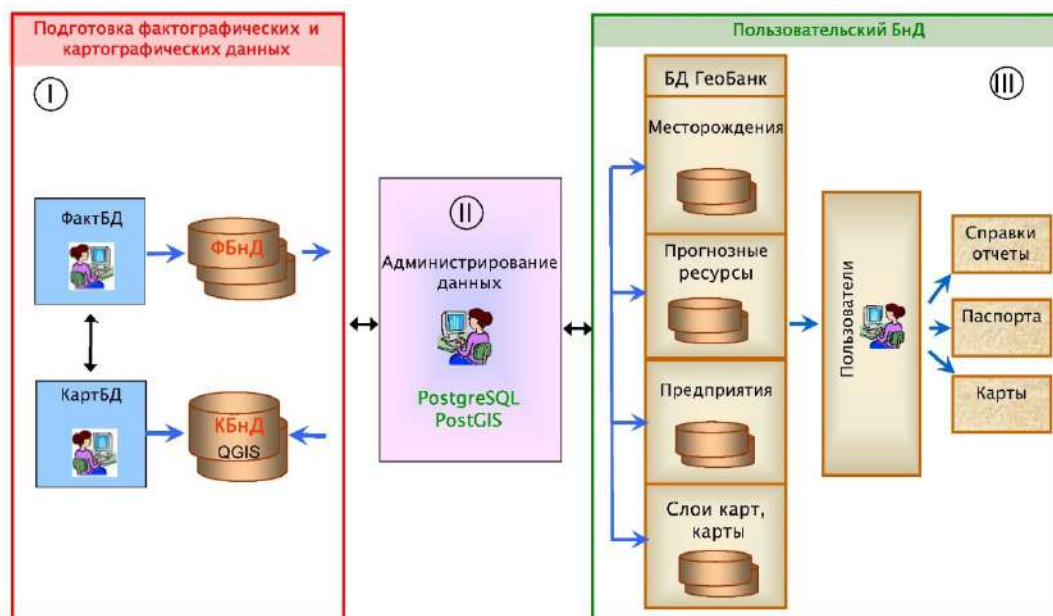 Подготовка фактографических и
картографических данных
I
ФактБД
ФБнД
КартБД
КБнД
QGIS
II
Администрирование
данных
PostgreSQL
PostGIS
Пользовательский БнД
III
БД ГеоБанк
Месторождения
Прогнозные
ресурсы
Предприятия
Слои карт,
карты
Пользователи
Справки
отчеты
Паспорта
Карты